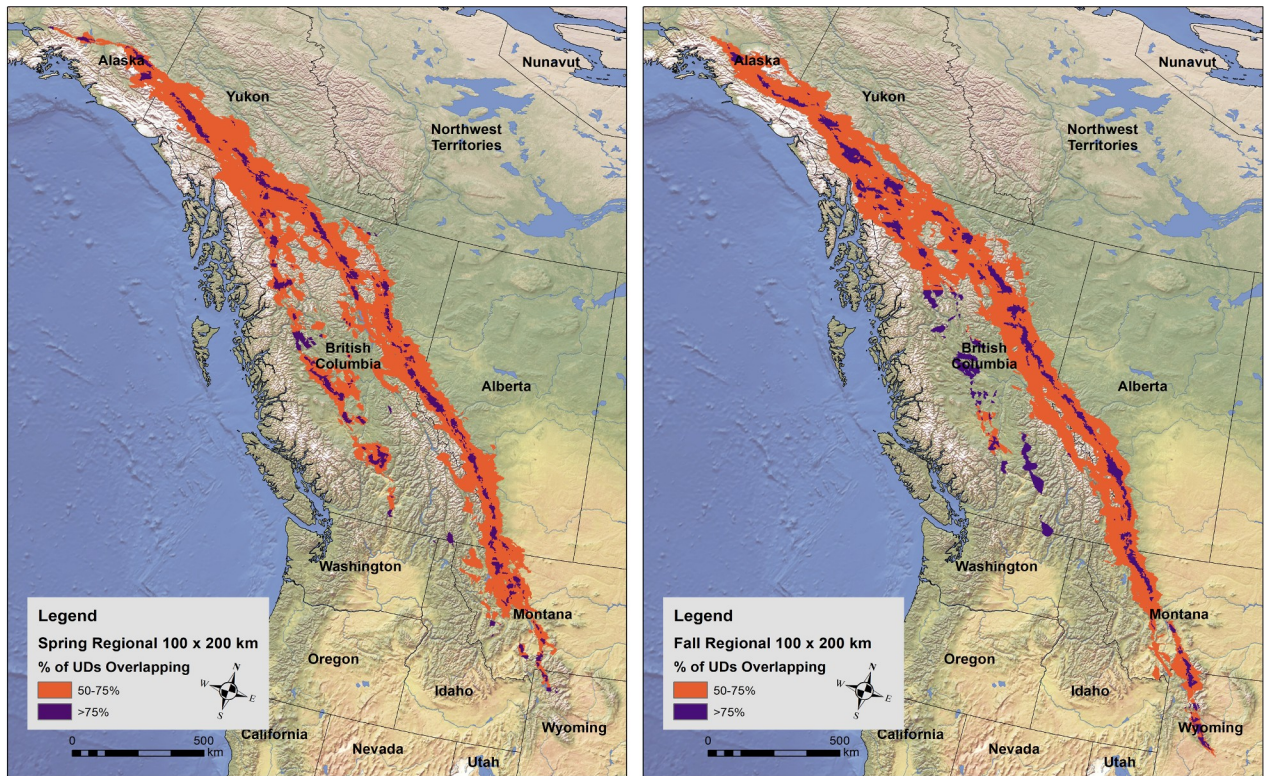 Alaska
Yukon
Nunavut
Northwest
Territories
British
Columbia
Alberta
Washington
Montana
Oregon
Idaho
Wyoming
California
Nevada
Utah
Legend
Spring Regional 100 x 200 km
% of UDs Overlapping
50-75%
>75%
N
W
E
S
0
500
km
Alaska
Yukon
Nunavut
Northwest
Territories
British
Columbia
Alberta
Washington
Montana
Oregon
Idaho
Wyoming
California
Nevada
Utah
Legend
Fall Regional 100 x 200 km
% of UDs Overlapping
50-75%
>75%
N
W
E
S
0
500
km